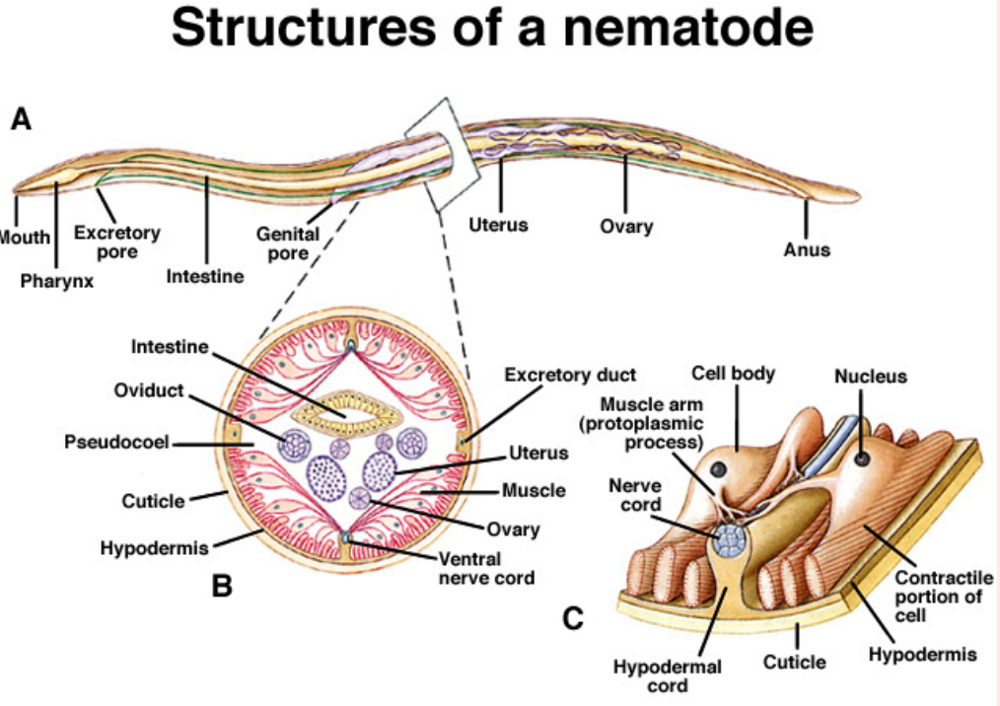 Structures of a nematode
A
Mouth
Pharynx
Excretory
pore
Intestine
Genital
pore
Uterus
Ovary
Anus
Intestine
Oviduct
Pseudocoel
Cuticle
Hypodermis
B
Excretory duct
Uterus
Muscle
Ovary
Ventral
nerve cord
Cell body
Nucleus
Muscle arm
(protoplasmic
process)
Nerve
cord
C
Hypodermal
cord
Cuticle
Hypodermis
Contractile
portion of
cell